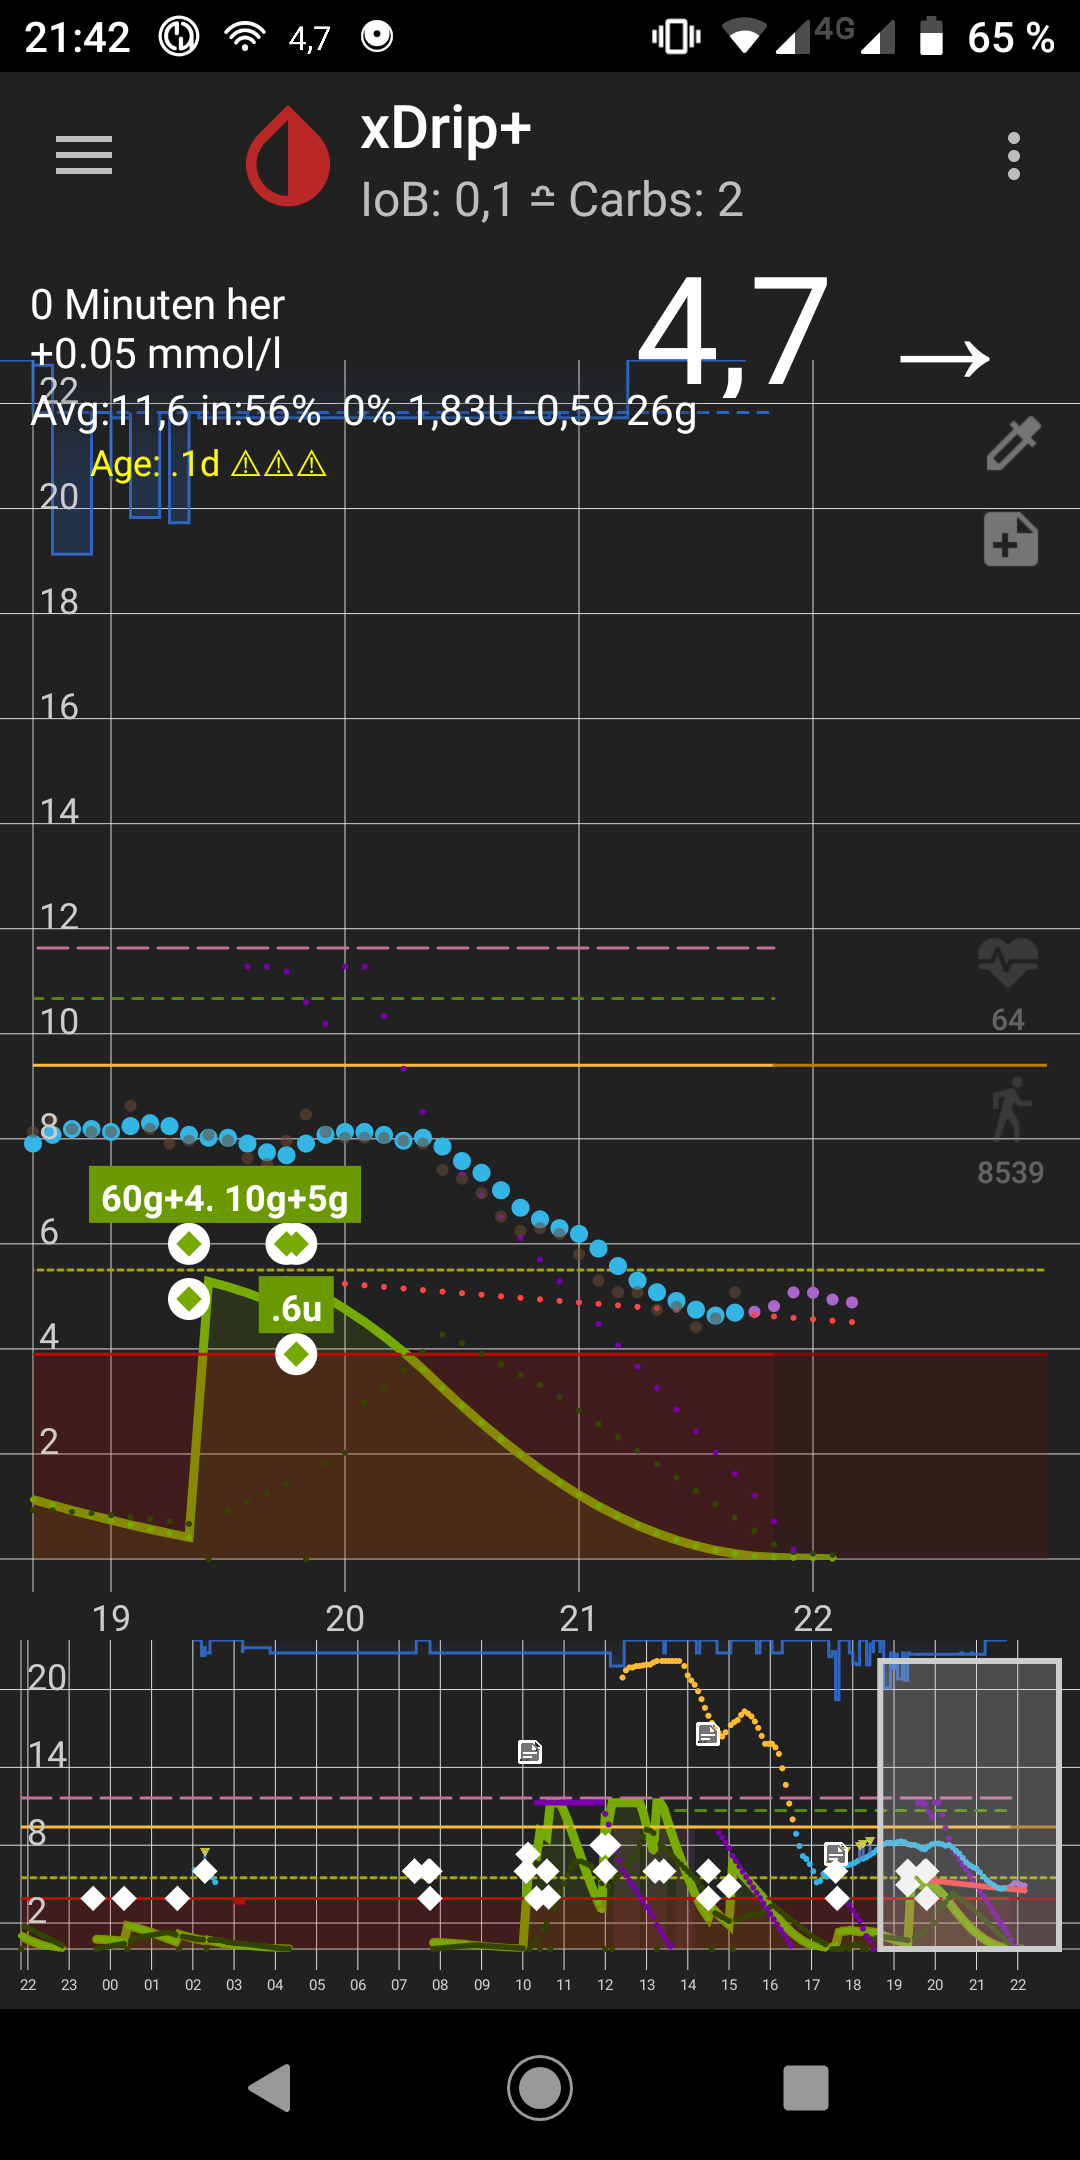 21:42 4,7 4G 65 %
xDrip+
IoB: 0,1 ≏ Carbs: 2
0 Minuten her
+0.05 mmol/l
4,7 →
22
Avg:11,6 in:56% 0% 1,83U -0,59 26g
Age: .1d ⚠⚠⚠
20
18
16
14
12
10
64
8
8539
60g+4. 10g+5g
6
.6u
4
2
19 20 21 22
20
14
8
2
22 23 00 01 02 03 04 05 06 07 08 09 10 11 12 13 14 15 16 17 18 19 20 21 22